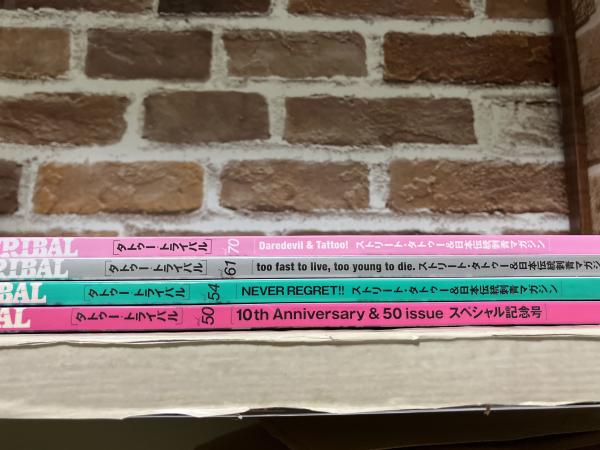 TRIBAL [タトゥー・トライバル] vol.70 Daredevil & Tattoo! ストリート・タトゥー&日本伝統刺青マガジン
RIBAL [タトゥー・トライバル] vol.61 too fast to live, too young to die. ストリート・タトゥー&日本伝統刺青マガジン
BAL [タトゥー・トライバル] vol.54 NEVER REGRET!! ストリート・タトゥー&日本伝統刺青マガジン
AL [タトゥー・トライバル] vol.50 10th Anniversary & 50 issue スペシャル記念号